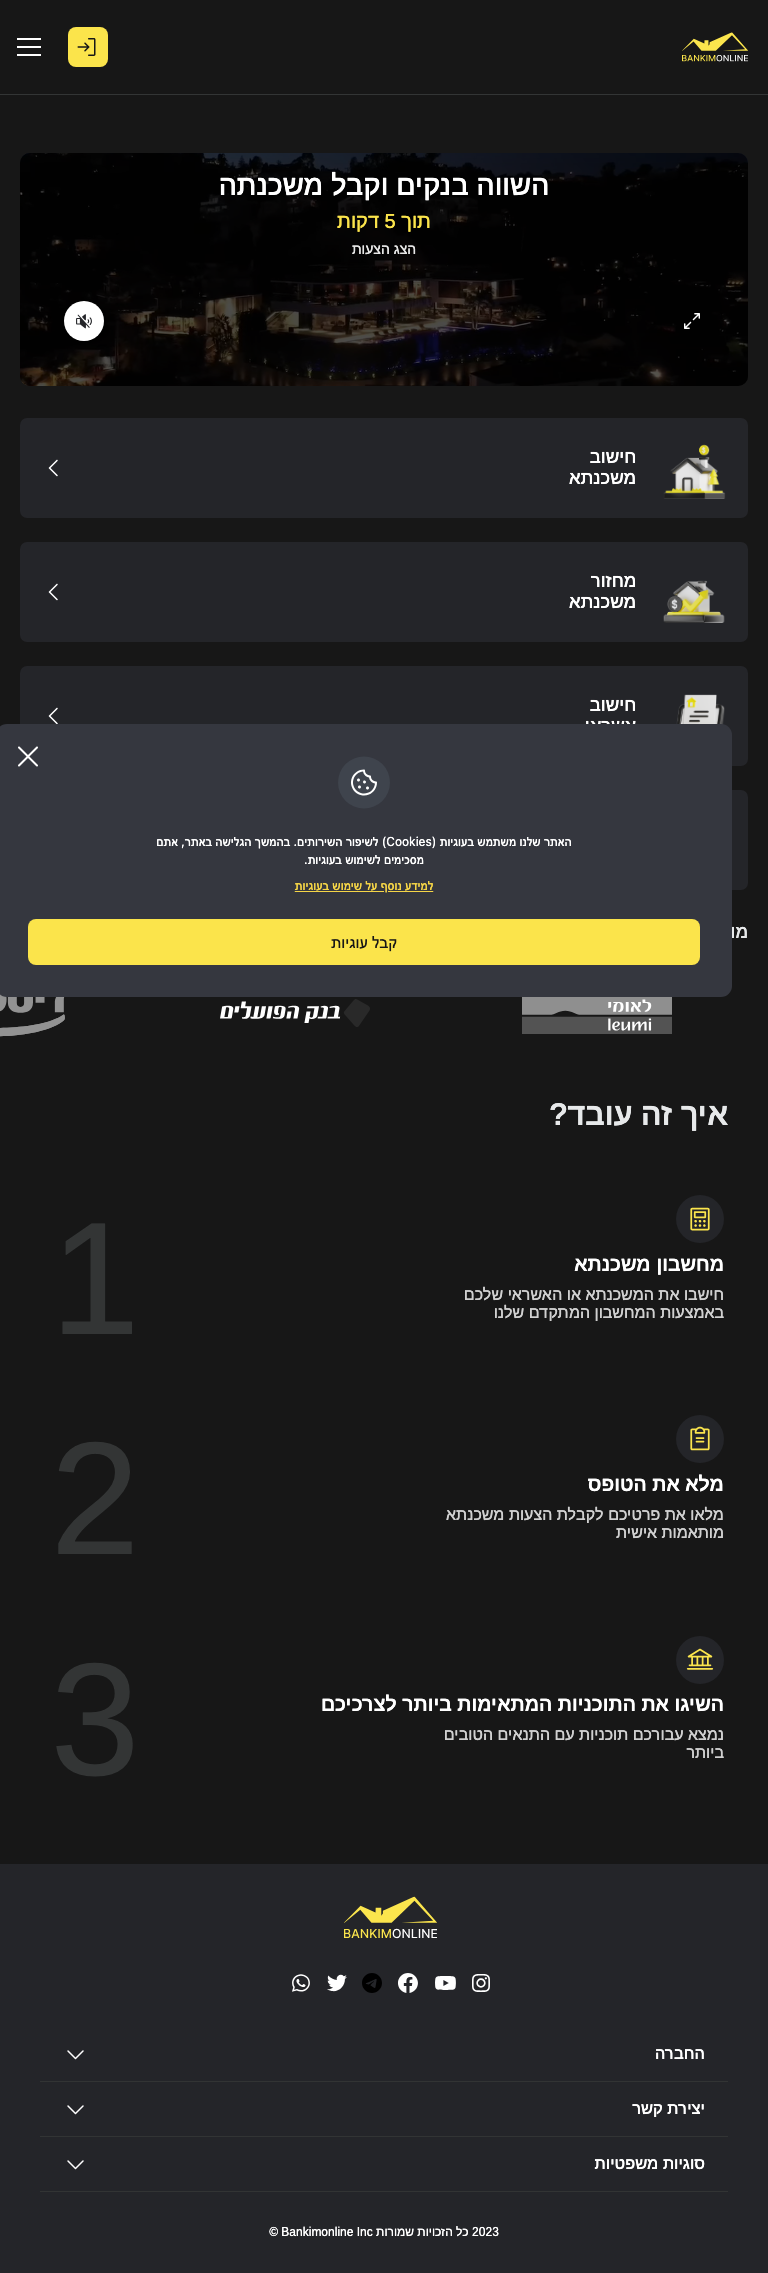 BANKIMONLINE
השווה בנקים וקבל משכנתה
תוך 5 דקות
הצג הצעות
חישוב
משכנתא
מחזור
משכנתא
חישוב
האתר שלנו משתמש בעוגיות (Cookies) לשיפור השירותים. בהמשך הגלישה באתר, אתם
מסכימים לשימוש בעוגיות.
למידע נוסף על שימוש בעוגיות
קבל עוגיות
לאומי
leumi
בנק הפועלים
איך זה עובד?
1
מחשבון משכנתא
חישבו את המשכנתא או האשראי שלכם
באמצעות המחשבון המתקדם שלנו
2
מלא את הטופס
מלאו את פרטיכם לקבלת הצעות משכנתא
מותאמות אישית
3
השיגו את התוכניות המתאימות ביותר לצרכיכם
נמצא עבורכם תוכניות עם התנאים הטובים
ביותר
BANKIMONLINE
החברה
יצירת קשר
סוגיות משפטיות
2023 כל הזכויות שמורות Bankimonline Inc ©